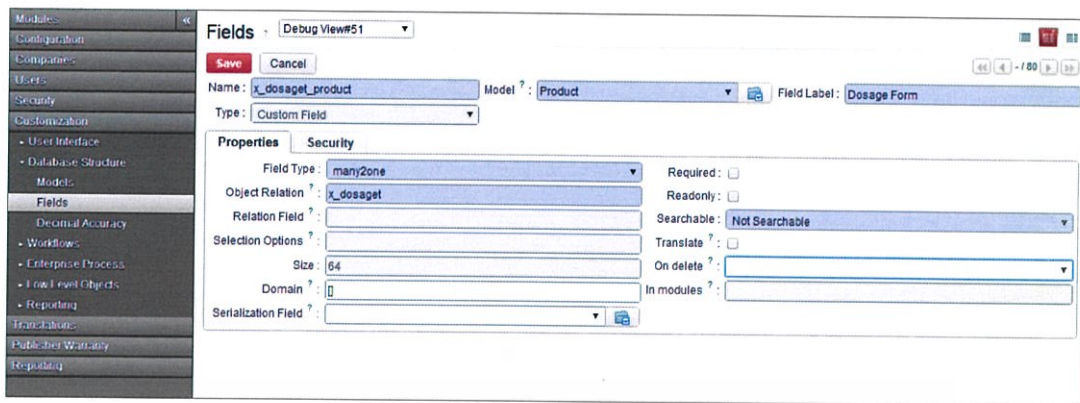 Modules «
Configuration
Companies
Users
Security
Customization
User Interface
Database Structure
Models
Fields
Decimal Accuracy
Workflows
Enterprise Process
Low Level Objects
Reporting
Translations
Publisher Warranty
Reporting
Fields ? Debug View#51
Save Cancel - / 80
Name : x_dosaget_product Model ? : Product Field Label : Dosage Form
Type : Custom Field
Properties Security
Field Type : many2one Required :
Object Relation ? : x_dosaget Readonly :
Relation Field ? : Searchable : Not Searchable
Selection Options ? : Translate ? :
Size : 64 On delete ? :
Domain ? : [] In modules ? :
Serialization Field ? :